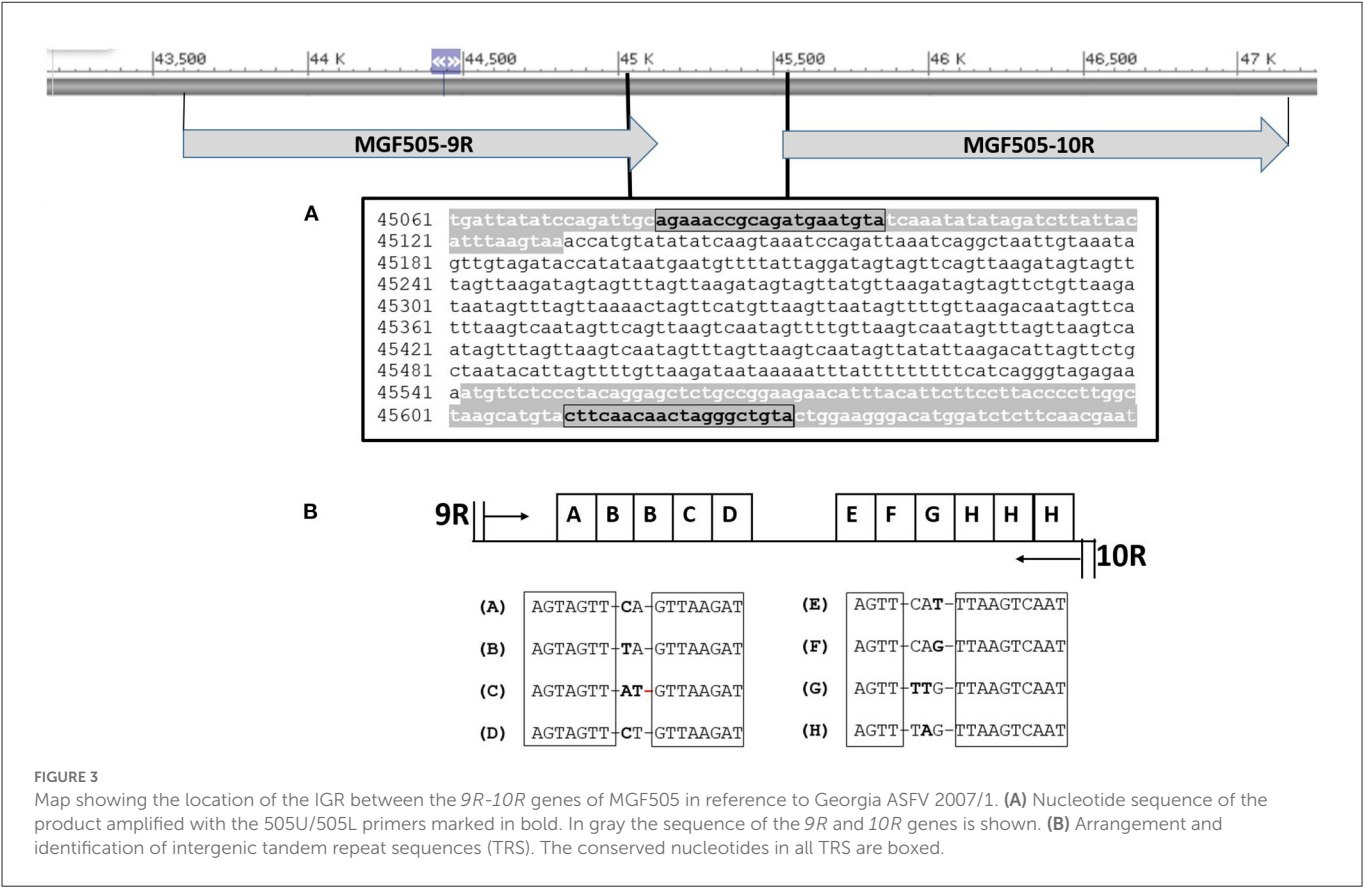 43,500 44 K «» 44,500 45 K 45,500 46 K 46,500 47 K
MGF505-9R MGF505-10R
A
45061 tgattatatccagattgcagaaaccgcagatgaatgtatcaaatatatagatcttattac
45121 atttaagtaaaccatgtatatatcaagtaaatccagattaaatcaggctaattgtaaata
45181 gttgtagataccatataatgaatgttttattaggatagtagttcagttaagatagtagtt
45241 tagttaagatagtagtttagttaagatagtagttatgttaagatagtagttctgttaaga
45301 taatagtttagttaaaactagttcatgttaagttaatagttttgttaagacaatagttca
45361 tttaagtcaatagttcagttaagtcaatagttttgttaagtcaatagtttagttaagtca
45421 atagtttagttaagtcaatagtttagttaagtcaatagttatattaagacattagttctg
45481 ctaatacattagttttgttaagataataaaaatttatttttttttcatcagggtagagaa
45541 aatgttctccctacaggagctctgccggaagaacatttacattcttccttaccccttggc
45601 taagcatgtacttcaacaactagggctgtactggaagggacatggatctcttcaacgaat
B
9R A B B C D E F G H H H 10R
(A) AGTAGTT-CA-GTTAAGAT (E) AGTT-CAT-TTAAGTCAAT
(B) AGTAGTT-TA-GTTAAGAT (F) AGTT-CAG-TTAAGTCAAT
(C) AGTAGTT-AT-GTTAAGAT (G) AGTT-TTG-TTAAGTCAAT
(D) AGTAGTT-CT-GTTAAGAT (H) AGTT-TAG-TTAAGTCAAT
FIGURE 3
Map showing the location of the IGR between the 9R-10R genes of MGF505 in reference to Georgia ASFV 2007/1. (A) Nucleotide sequence of the
product amplified with the 505U/505L primers marked in bold. In gray the sequence of the 9R and 10R genes is shown. (B) Arrangement and
identification of intergenic tandem repeat sequences (TRS). The conserved nucleotides in all TRS are boxed.